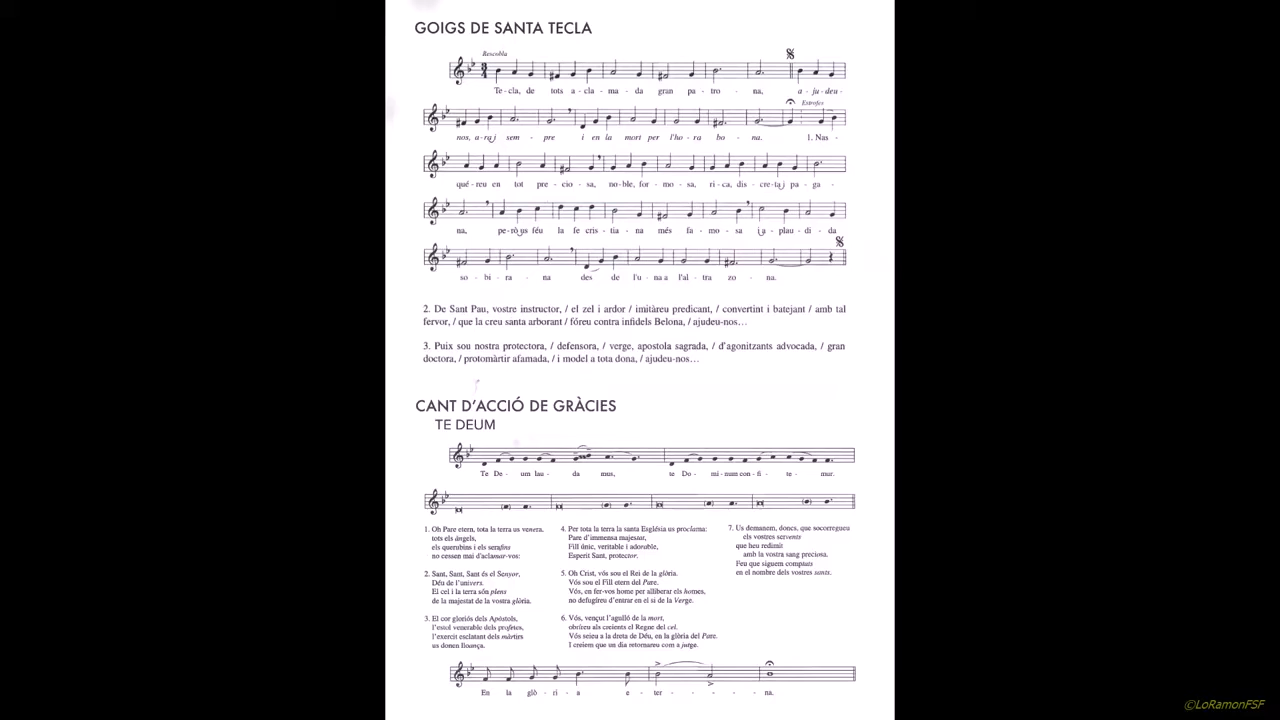 GOIGS DE SANTA TECLA
Rescobla
Te - cla, de tots a - cla - ma - da gran pa - tro - na, a - ju - deu -
Estrofes
nos, a - ra i sem - pre i en la mort per l'ho - ra bo - na. 1. Nas -
qué - reu en tot pre - cio - sa, no - ble, for - mo - sa, ri - ca, dis - cre - ta i pa - ga -
na, pe - rò us féu la fe cris - tia - na més fa - mo - sa i a - plau - di - da
so - bi - ra - na des de l'u - na a l'al - tra zo - na.
2. De Sant Pau, vostre instructor, / el zel i ardor / imitàreu predicant, / convertint i batejant / amb tal
fervor, / que la creu santa arborant / fóreu contra infidels Belona, / ajudeu-nos…
3. Puix sou nostra protectora, / defensora, / verge, apostola sagrada, / d'agonitzants advocada, / gran
doctora, / protomàrtir afamada, / i model a tota dona, / ajudeu-nos…
CANT D'ACCIÓ DE GRÀCIES
TE DEUM
Te De - um lau - da mus, te Do - mi - num con - fi - te - mur.
1. Oh Pare etern, tota la terra us venera.
tots els àngels,
els querubins i els serafins
no cessen mai d'aclamar-vos:
2. Sant, Sant, Sant és el Senyor,
Déu de l'univers.
El cel i la terra són plens
de la majestat de la vostra glòria.
3. El cor gloriós dels Apòstols,
l'estol venerable dels profetes,
l'exercit esclatant dels màrtirs
us donen lloança.
4. Per tota la terra la santa Església us proclama:
Pare d'immensa majestat,
Fill únic, veritable i adorable,
Esperit Sant, protector.
5. Oh Crist, vós sou el Rei de la glòria.
Vós sou el Fill etern del Pare.
Vós, en fer-vos home per alliberar els homes,
no defugíreu d'entrar en el si de la Verge.
6. Vós, vençut l'agulló de la mort,
obríreu als creients el Regne del cel.
Vós seieu a la dreta de Déu, en la glòria del Pare.
I creiem que un dia retornareu com a jutge.
7. Us demanem, doncs, que socorregueu
els vostres servents
que heu redimit
amb la vostra sang preciosa.
Feu que siguem comptats
en el nombre dels vostres sants.
En la glò - ri - a e - ter - na.
©LoRamonFSF